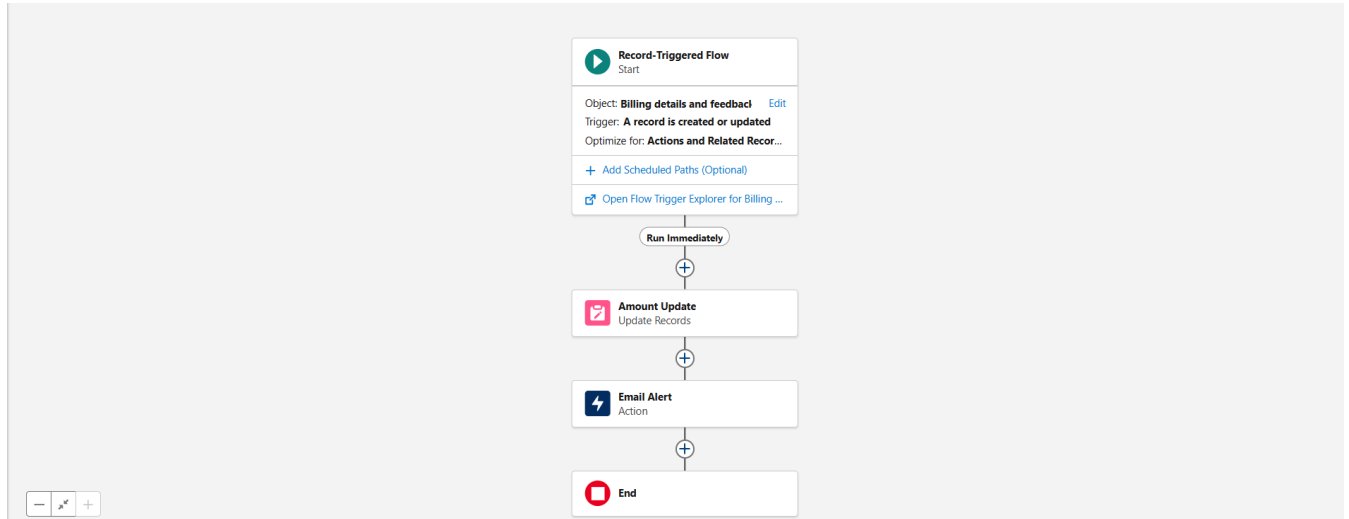 Record-Triggered Flow
Start
Object: Billing details and feedback Edit
Trigger: A record is created or updated
Optimize for: Actions and Related Recor...
+ Add Scheduled Paths (Optional)
Open Flow Trigger Explorer for Billing ...
Run Immediately
Amount Update
Update Records
Email Alert
Action
End